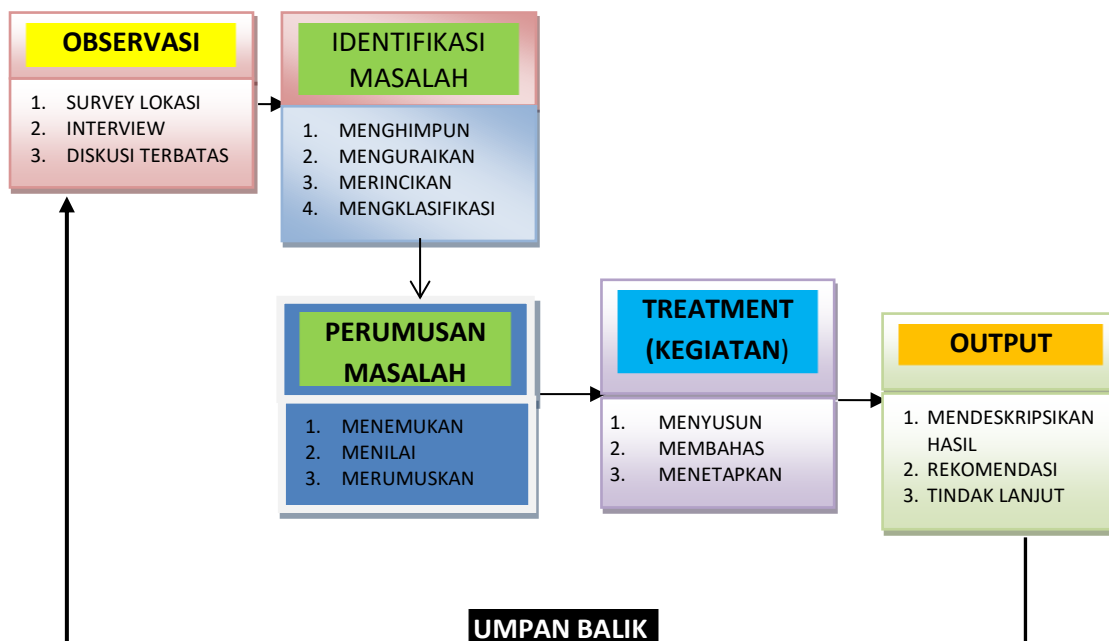 OBSERVASI
1. SURVEY LOKASI
2. INTERVIEW
3. DISKUSI TERBATAS
IDENTIFIKASI
MASALAH
1. MENGHIMPUN
2. MENGURAIKAN
3. MERINCIKAN
4. MENGKLASIFIKASI
PERUMUSAN
MASALAH
1. MENEMUKAN
2. MENILAI
3. MERUMUSKAN
TREATMENT
(KEGIATAN)
1. MENYUSUN
2. MEMBAHAS
3. MENETAPKAN
OUTPUT
1. MENDESKRIPSIKAN
HASIL
2. REKOMENDASI
3. TINDAK LANJUT
UMPAN BALIK